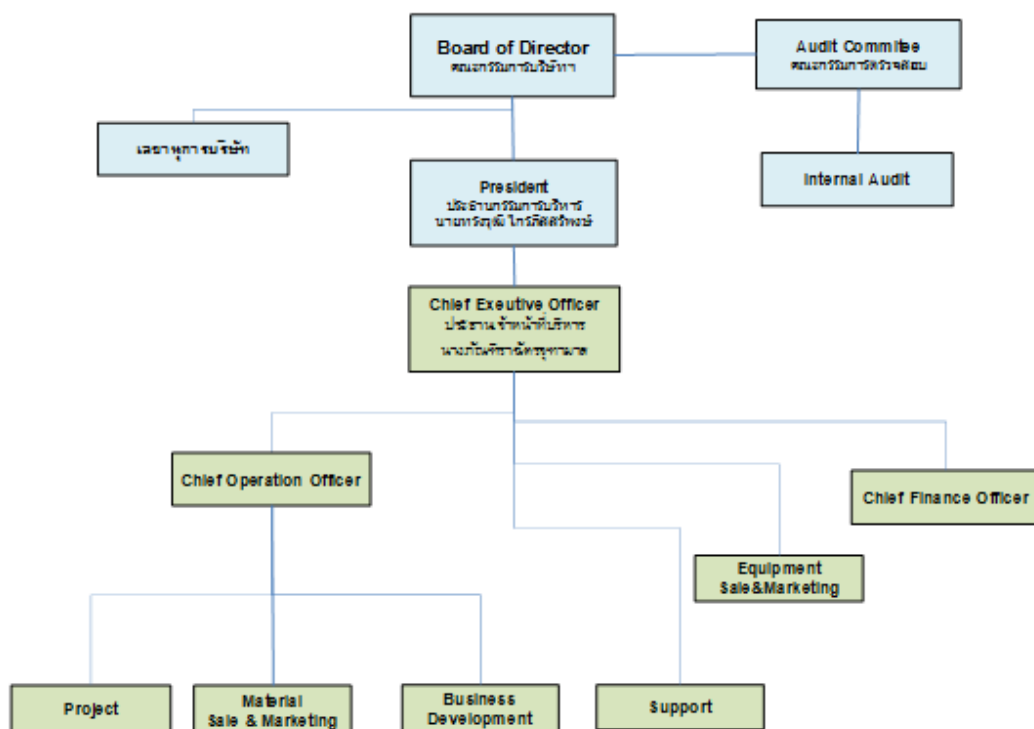 Board of Director
คณะกรรมการบริษัทฯ
Audit Commitee
คณะกรรมการตรวจสอบ
เลขานุการบริษัท
Internal Audit
President
ประธานกรรมการบริหาร
Chief Exeutive Officer
ประธานเจ้าหน้าที่บริหาร
Chief Operation Officer
Chief Finance Officer
Equipment
Sale&Marketing
Project
Material
Sale & Marketing
Business
Development
Support